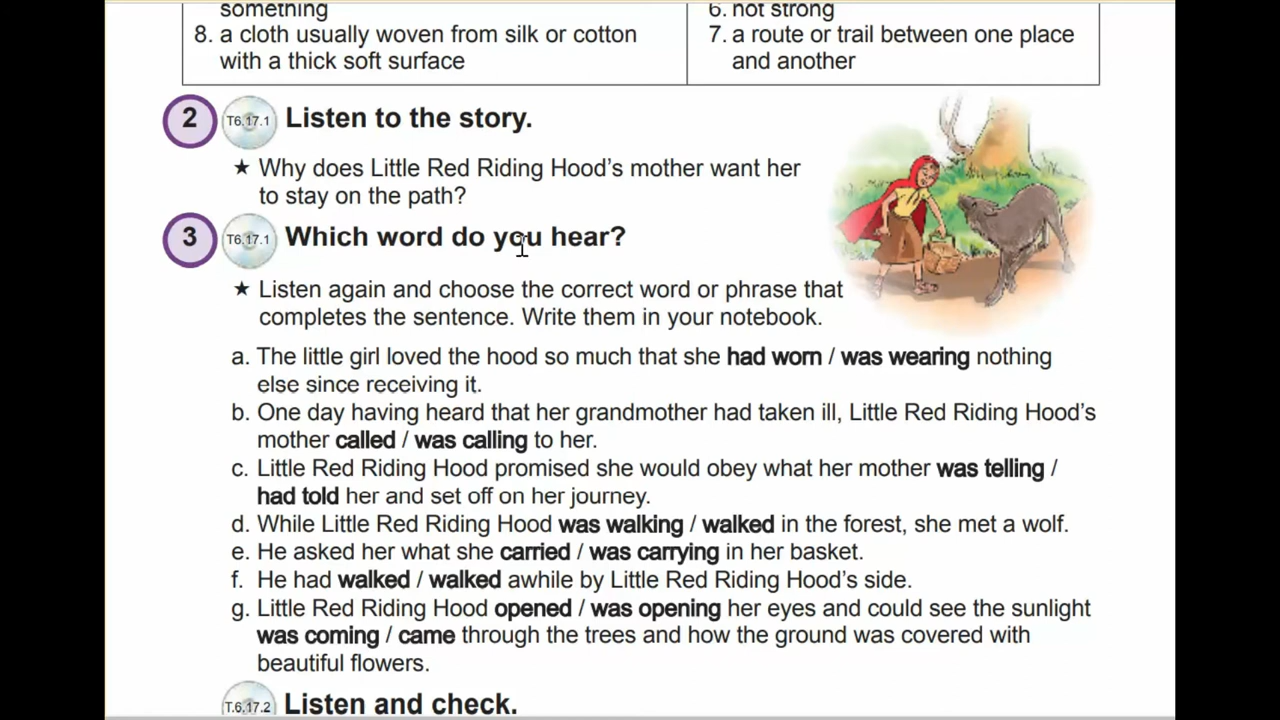 something
8. a cloth usually woven from silk or cotton
with a thick soft surface
6. not strong
7. a route or trail between one place
and another
2 T6.17.1 Listen to the story.
★ Why does Little Red Riding Hood's mother want her
to stay on the path?
3 T6.17.1 Which word do you hear?
★ Listen again and choose the correct word or phrase that
completes the sentence. Write them in your notebook.
a. The little girl loved the hood so much that she had worn / was wearing nothing
else since receiving it.
b. One day having heard that her grandmother had taken ill, Little Red Riding Hood's
mother called / was calling to her.
c. Little Red Riding Hood promised she would obey what her mother was telling /
had told her and set off on her journey.
d. While Little Red Riding Hood was walking / walked in the forest, she met a wolf.
e. He asked her what she carried / was carrying in her basket.
f. He had walked / walked awhile by Little Red Riding Hood's side.
g. Little Red Riding Hood opened / was opening her eyes and could see the sunlight
was coming / came through the trees and how the ground was covered with
beautiful flowers.
T.6.17.2 Listen and check.